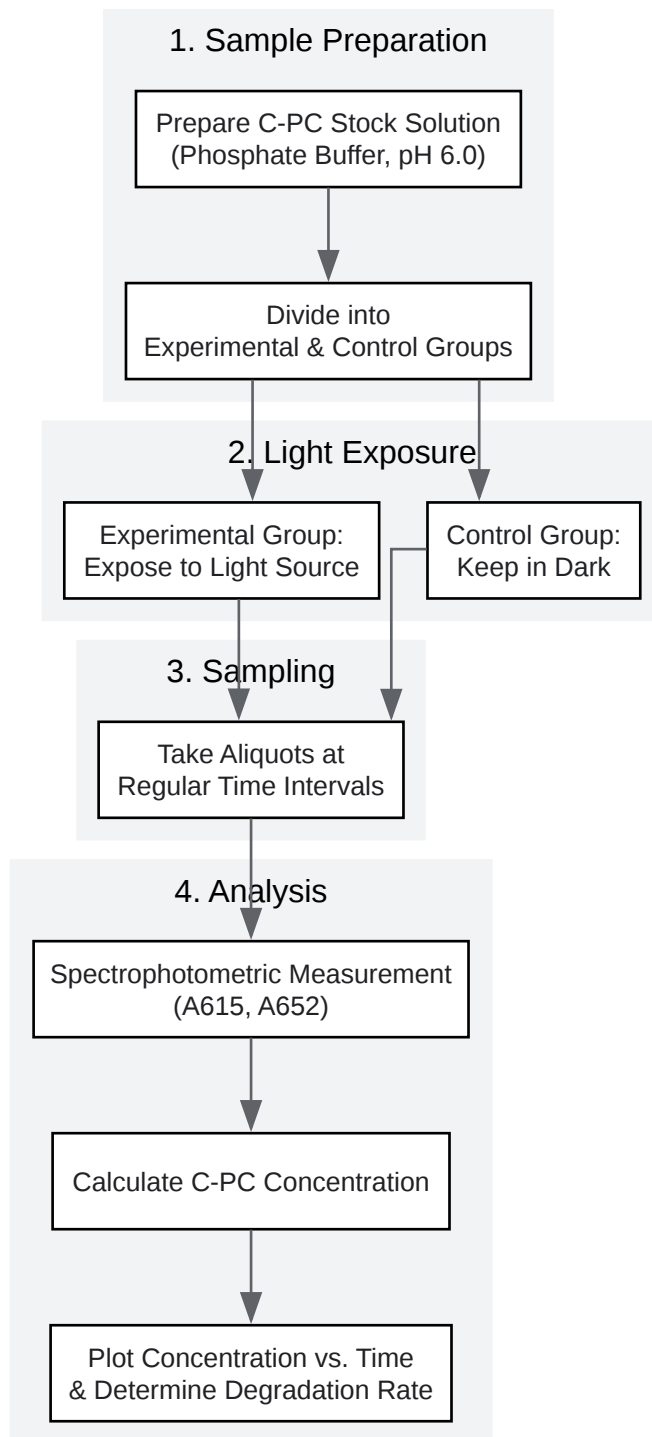 1. Sample Preparation
Prepare C-PC Stock Solution
(Phosphate Buffer, pH 6.0)
Divide into
Experimental & Control Groups
2. Light Exposure
Experimental Group:
Expose to Light Source
Control Group:
Keep in Dark
3. Sampling
Take Aliquots at
Regular Time Intervals
4. Analysis
Spectrophotometric Measurement
(A615, A652)
Calculate C-PC Concentration
Plot Concentration vs. Time
& Determine Degradation Rate